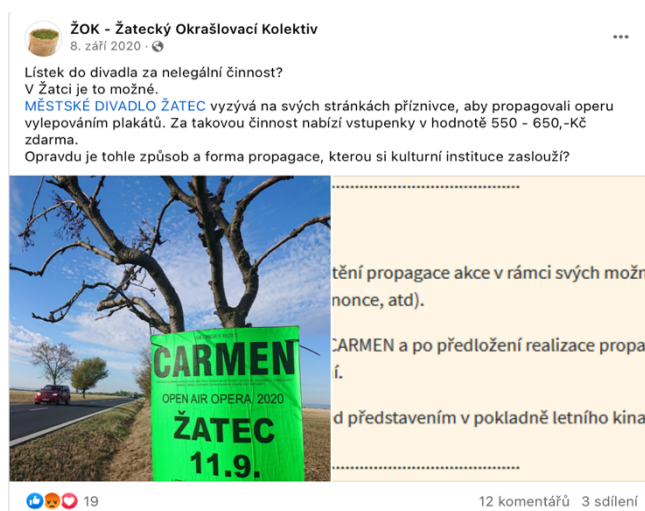 ŽOK - Žatecký Okrašlovací Kolektiv
8. září 2020 ·
Lístek do divadla za nelegální činnost?
V Žatci je to možné.
MĚSTSKÉ DIVADLO ŽATEC vyzývá na svých stránkách příznivce, aby propagovali operu
vylepováním plakátů. Za takovou činnost nabízí vstupenky v hodnotě 550 - 650,-Kč
zdarma.
Opravdu je tohle způsob a forma propagace, kterou si kulturní instituce zaslouží?
CARMEN
OPEN AIR OPERA 2020
ŽATEC
11.9.
tění propagace akce v rámci svých možn
nonce, atd).
CARMEN a po předložení realizace propa
í.
d představením v pokladně letního kina
19
12 komentářů 3 sdílení